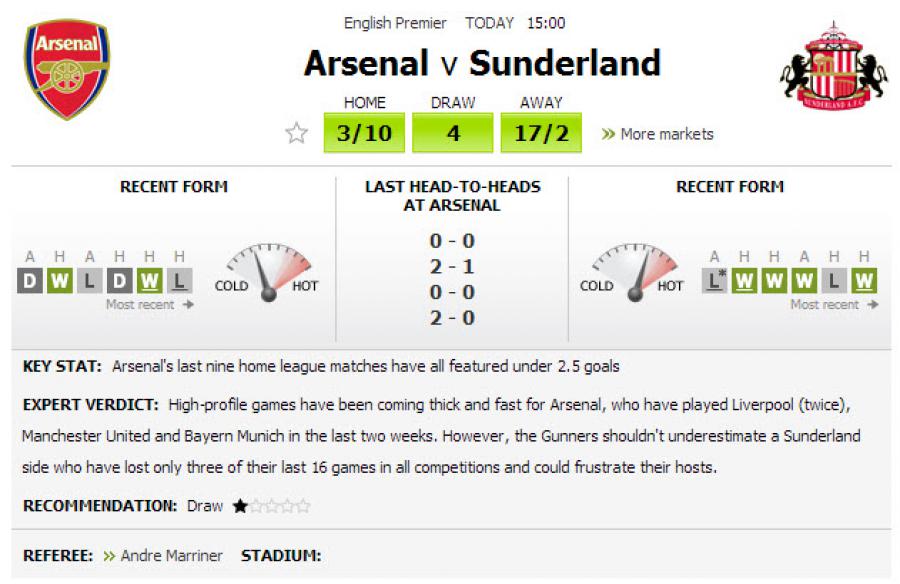 English Premier TODAY 15:00
Arsenal
Arsenal v Sunderland
SUNDERLAND A.F.C
HOME DRAW AWAY
3/10 4 17/2 » More markets
RECENT FORM
LAST HEAD-TO-HEADS
AT ARSENAL
RECENT FORM
A H A H H H
D W L D W L
COLD HOT
Most recent →
0 - 0
2 - 1
0 - 0
2 - 0
COLD HOT
A H H A H H
L* W W W L W
Most recent →
KEY STAT: Arsenal's last nine home league matches have all featured under 2.5 goals
EXPERT VERDICT: High-profile games have been coming thick and fast for Arsenal, who have played Liverpool (twice),
Manchester United and Bayern Munich in the last two weeks. However, the Gunners shouldn't underestimate a Sunderland
side who have lost only three of their last 16 games in all competitions and could frustrate their hosts.
RECOMMENDATION: Draw ★☆☆☆☆
REFEREE: » Andre Marriner STADIUM: